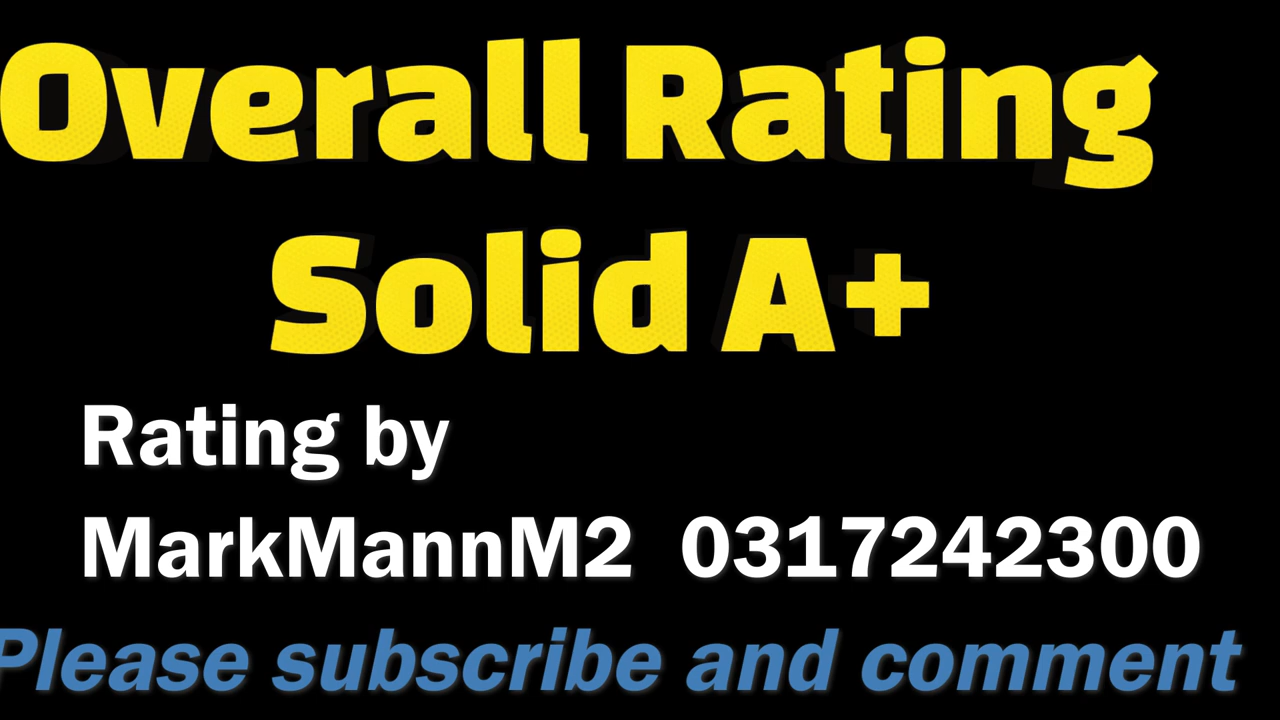 Overall Rating
Solid A+
Rating by
MarkMannM2 0317242300
Please subscribe and comment